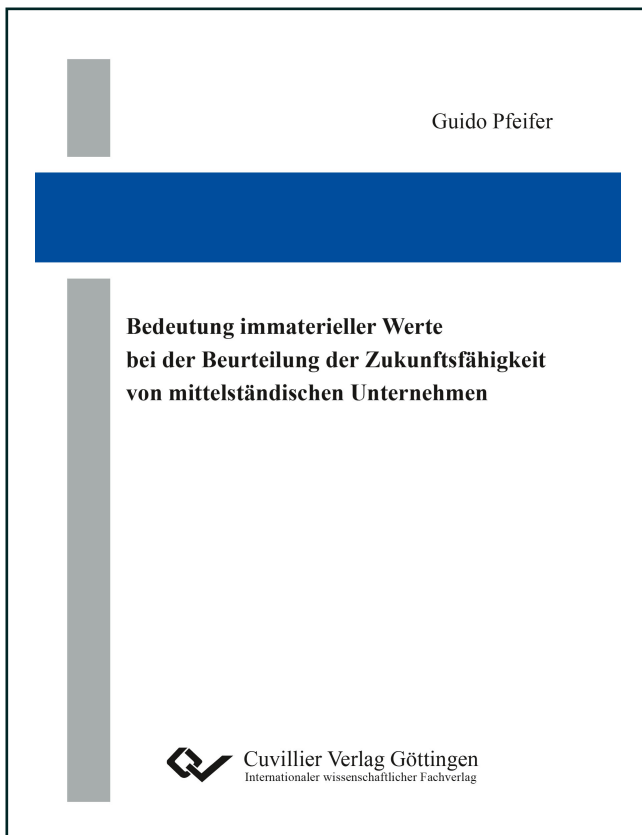 Guido Pfeifer
Bedeutung immaterieller Werte
bei der Beurteilung der Zukunftsfähigkeit
von mittelständischen Unternehmen
Cuvillier Verlag Göttingen
Internationaler wissenschaftlicher Fachverlag